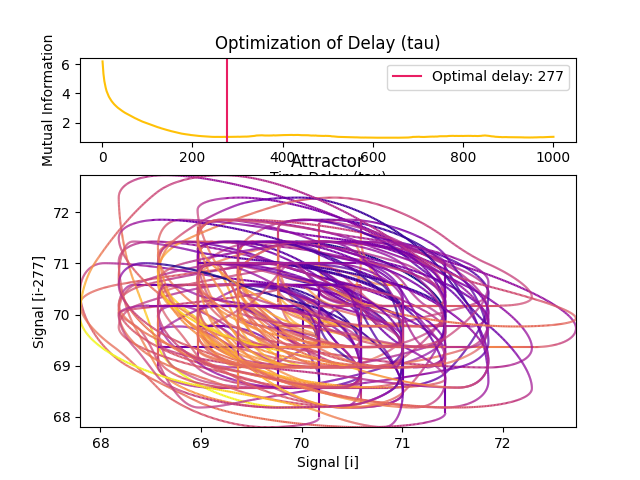 Optimization of Delay (tau)
Mutual Information
6
4
2
Optimal delay: 277
0 200 400 600 800 1000
Time Delay (tau)
Attractor
Signal [i-277]
72
71
70
69
68
68 69 70 71 72
Signal [i]